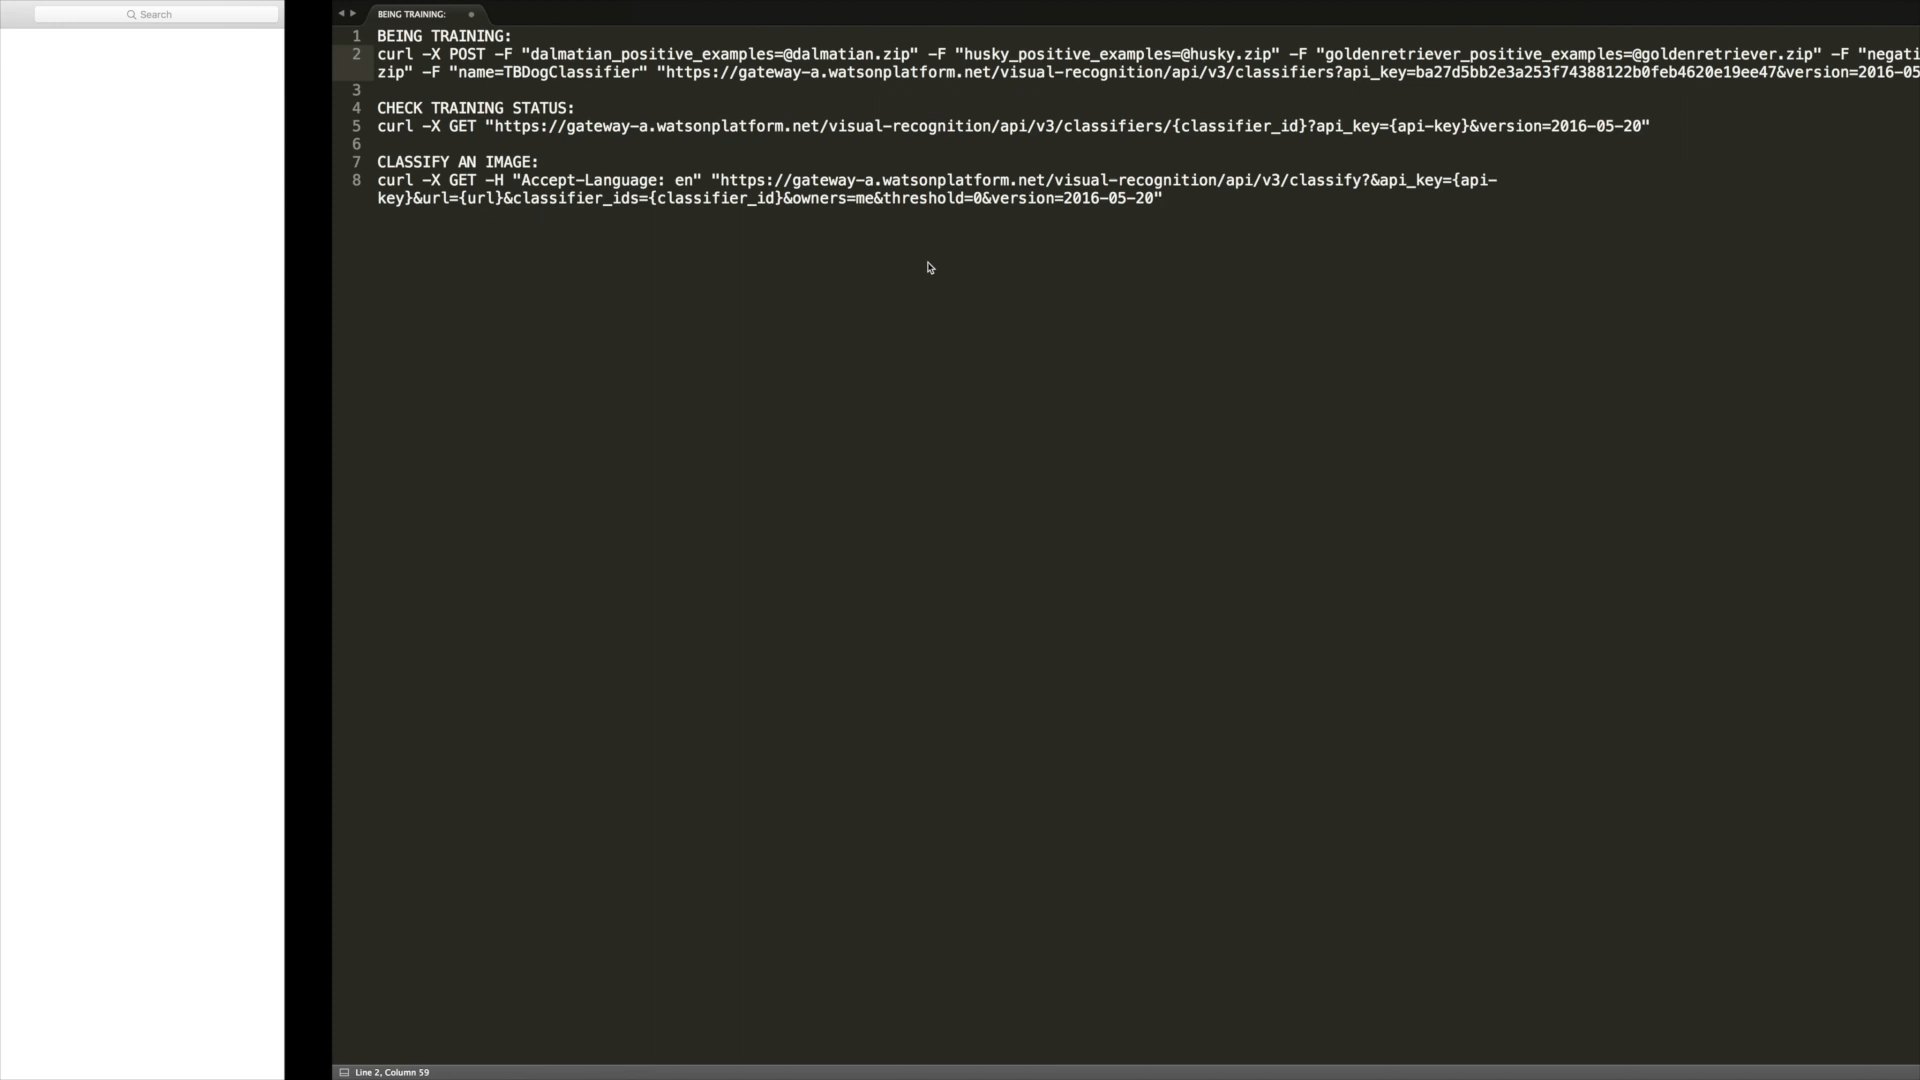 Search
BEING TRAINING:
1 BEING TRAINING:
2 curl -X POST -F "dalmatian_positive_examples=@dalmatian.zip" -F "husky_positive_examples=@husky.zip" -F "goldenretriever_positive_examples=@goldenretriever.zip" -F "negati
zip" -F "name=TBDogClassifier" "https://gateway-a.watsonplatform.net/visual-recognition/api/v3/classifiers?api_key=ba27d5bb2e3a253f74388122b0feb4620e19ee47&version=2016-05
3
4 CHECK TRAINING STATUS:
5 curl -X GET "https://gateway-a.watsonplatform.net/visual-recognition/api/v3/classifiers/{classifier_id}?api_key={api-key}&version=2016-05-20"
6
7 CLASSIFY AN IMAGE:
8 curl -X GET -H "Accept-Language: en" "https://gateway-a.watsonplatform.net/visual-recognition/api/v3/classify?&api_key={api-
key}&url={url}&classifier_ids={classifier_id}&owners=me&threshold=0&version=2016-05-20"
Line 2, Column 59